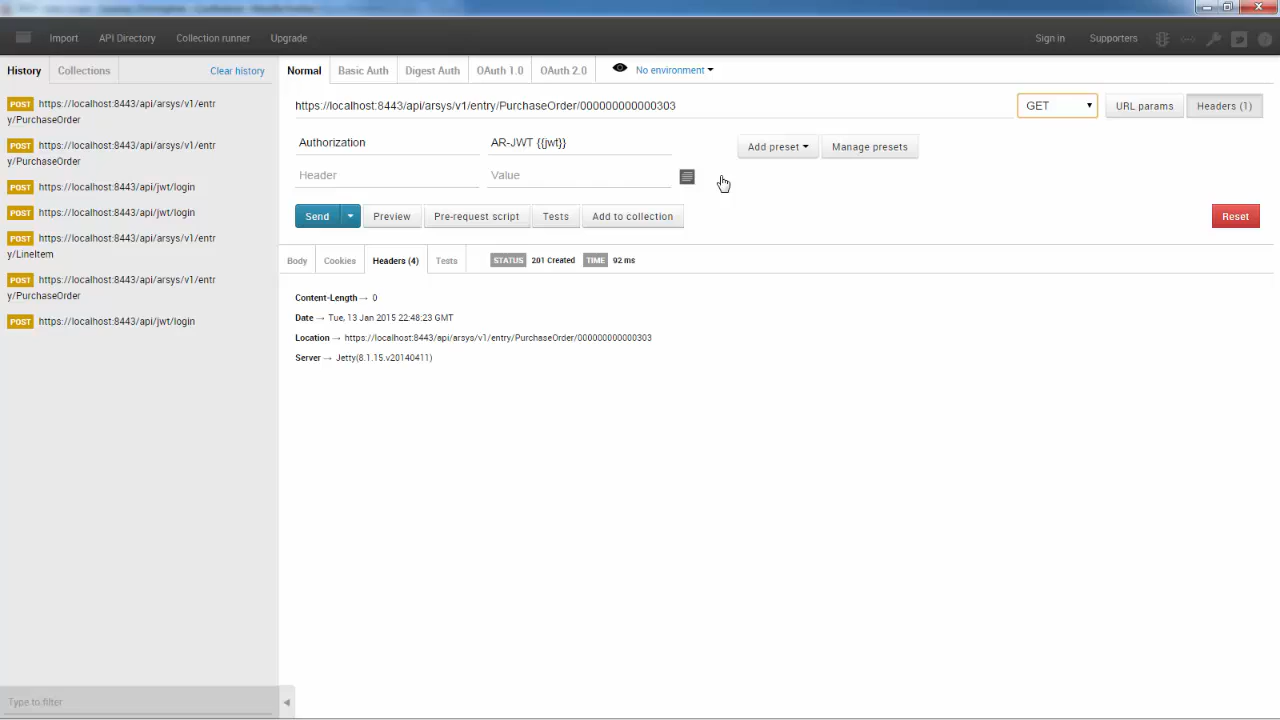 Import API Directory Collection runner Upgrade Sign in Supporters
History Collections Clear history
POST https://localhost:8443/api/arsys/v1/entr
y/PurchaseOrder
POST https://localhost:8443/api/arsys/v1/entr
y/PurchaseOrder
POST https://localhost:8443/api/jwt/login
POST https://localhost:8443/api/jwt/login
POST https://localhost:8443/api/arsys/v1/entr
y/LineItem
POST https://localhost:8443/api/arsys/v1/entr
y/PurchaseOrder
POST https://localhost:8443/api/jwt/login
Type to filter
Normal Basic Auth Digest Auth OAuth 1.0 OAuth 2.0 No environment
https://localhost:8443/api/arsys/v1/entry/PurchaseOrder/000000000000303 GET URL params Headers (1)
Authorization AR-JWT {{jwt}} Add preset Manage presets
Header Value
Send Preview Pre-request script Tests Add to collection Reset
Body Cookies Headers (4) Tests STATUS 201 Created TIME 92 ms
Content-Length → 0
Date → Tue, 13 Jan 2015 22:48:23 GMT
Location → https://localhost:8443/api/arsys/v1/entry/PurchaseOrder/000000000000303
Server → Jetty(8.1.15.v20140411)